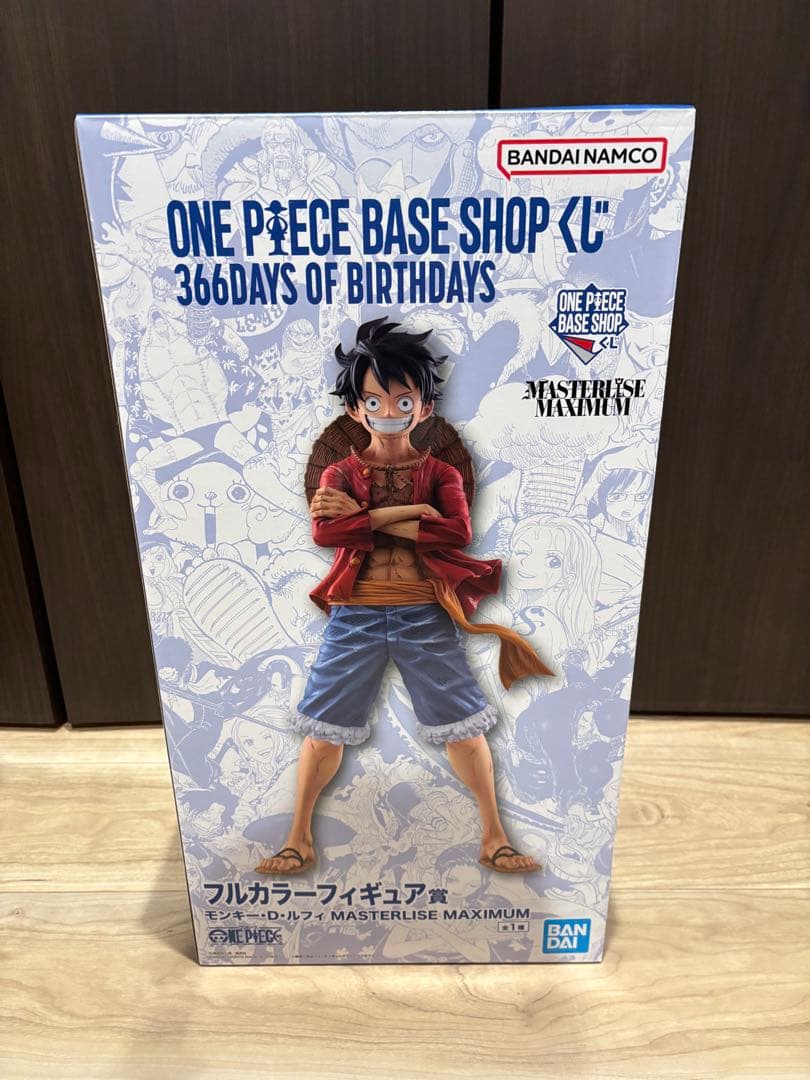 BANDAI NAMCO
ONE PIECE BASE SHOP くじ
366DAYS OF BIRTHDAYS
ONE PIECE
BASE SHOP
くじ
MASTERLISE
MAXIMUM
フルカラーフィギュア賞
モンキー・D・ルフィ MASTERLISE MAXIMUM
全1種
ONE PIECE
BAN
DAI